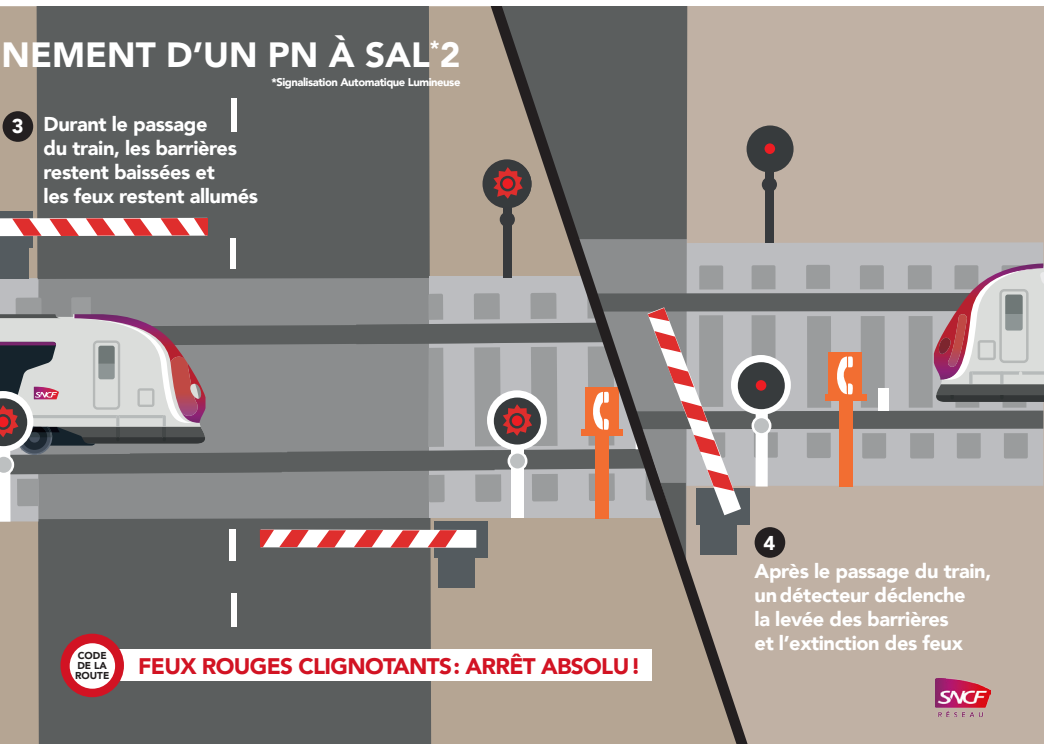 NEMENT D'UN PN À SAL*2
*Signalisation Automatique Lumineuse
3 Durant le passage
du train, les barrières
restent baissées et
les feux restent allumés
SNCF
4
Après le passage du train,
un détecteur déclenche
la levée des barrières
et l'extinction des feux
CODE
DE LA
ROUTE
FEUX ROUGES CLIGNOTANTS : ARRÊT ABSOLU !
SNCF
RÉSEAU